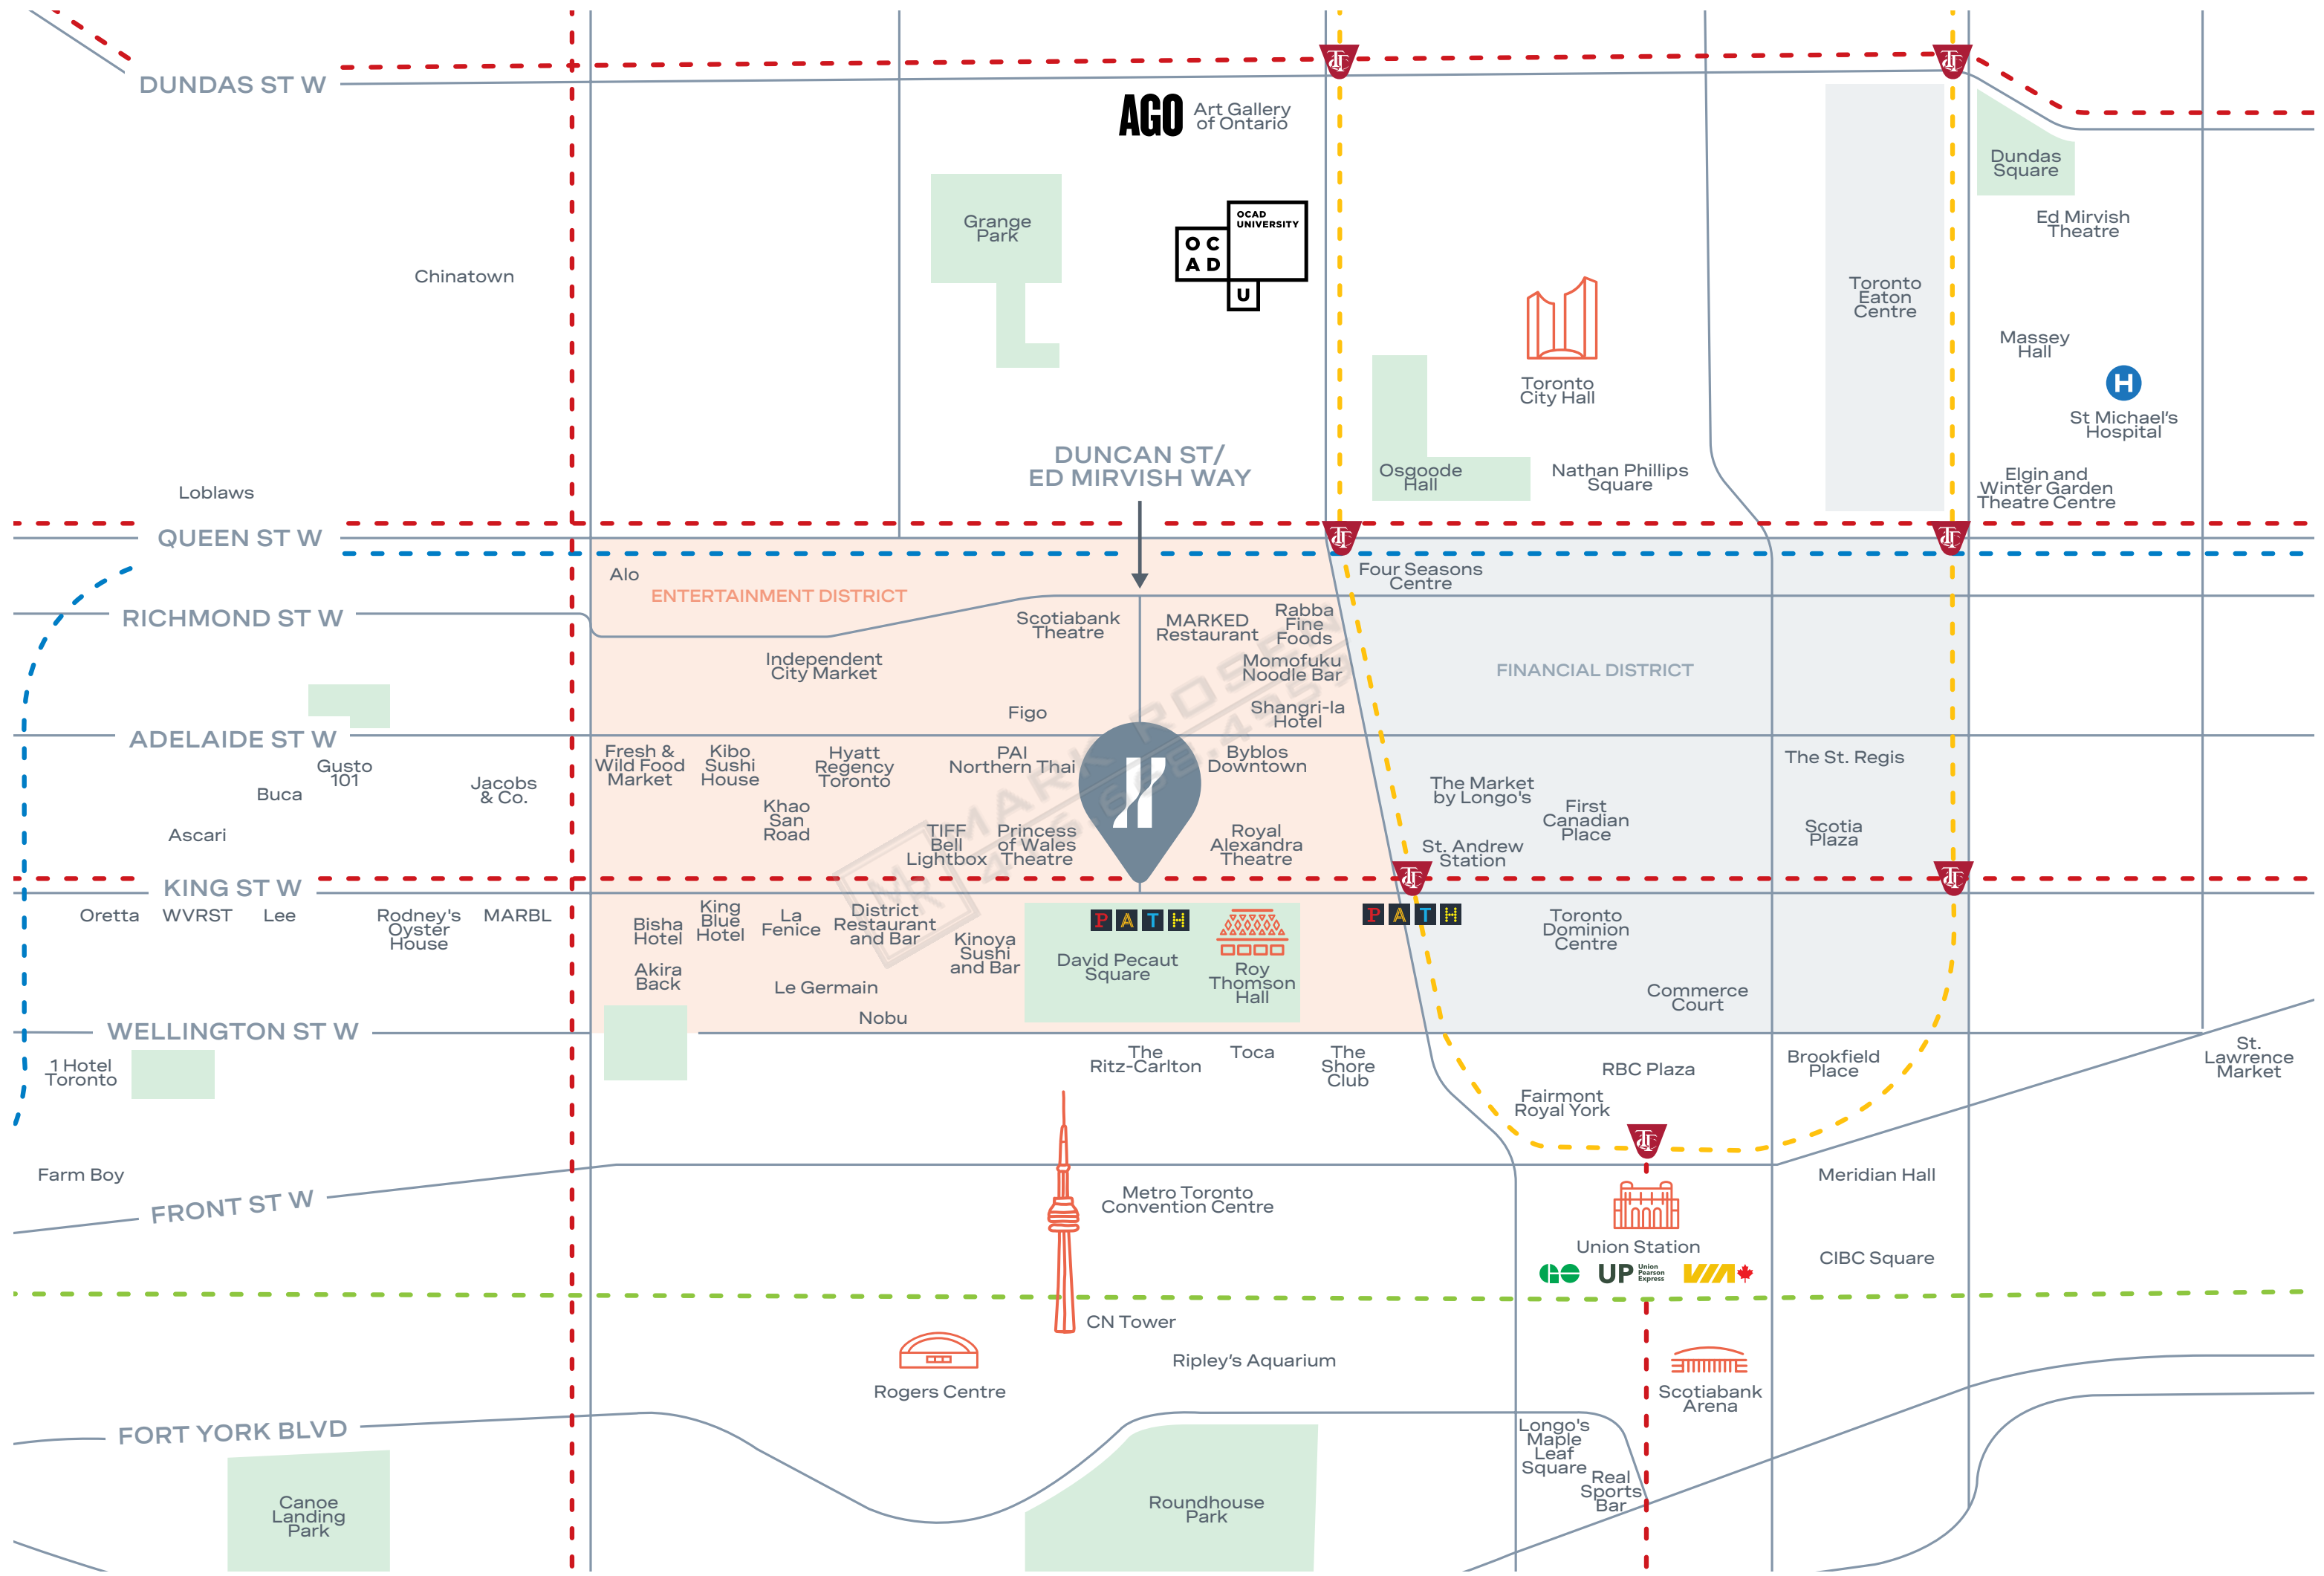 DUNDAS ST W
AGO
Art Gallery
of Ontario
Dundas
Square
Grange
Park
OCAD
UNIVERSITY
OC
AD
U
Ed Mirvish
Theatre
Chinatown
Toronto
Eaton
Centre
Toronto
City Hall
Massey
Hall
H
St Michael's
Hospital
DUNCAN ST/
ED MIRVISH WAY
Loblaws
Osgoode
Hall
Nathan Phillips
Square
Elgin and
Winter Garden
Theatre Centre
QUEEN ST W
Alo
ENTERTAINMENT DISTRICT
Four Seasons
Centre
RICHMOND ST W
Scotiabank
Theatre
MARKED
Restaurant
Rabba
Fine
Foods
Independent
City Market
Momofuku
Noodle Bar
FINANCIAL DISTRICT
Figo
Shangri-la
Hotel
ADELAIDE ST W
Gusto
101
Buca
Jacobs
& Co.
Ascari
Fresh &
Wild Food
Market
Kibo
Sushi
House
Hyatt
Regency
Toronto
PAI
Northern Thai
Byblos
Downtown
The St. Regis
Khao
San
Road
The Market
by Longo's
First
Canadian
Place
Scotia
Plaza
TIFF
Bell
Lightbox
Princess
of Wales
Theatre
Royal
Alexandra
Theatre
St. Andrew
Station
MARK ROSEN
MR
KING ST W
Oretta
WVRST
Lee
Rodney's
Oyster
House
MARBL
Bisha
Hotel
King
Blue
Hotel
La
Fenice
District
Restaurant
and Bar
Kinoya
Sushi
and Bar
PATH
David Pecaut
Square
Roy
Thomson
Hall
PATH
Toronto
Dominion
Centre
Akira
Back
Le Germain
Nobu
Commerce
Court
WELLINGTON ST W
1 Hotel
Toronto
The
Ritz-Carlton
Toca
The
Shore
Club
RBC Plaza
Brookfield
Place
St.
Lawrence
Market
Fairmont
Royal York
Farm Boy
FRONT ST W
Metro Toronto
Convention Centre
Meridian Hall
Union Station
GO
UP Union
Pearson
Express
VIA
CIBC Square
CN Tower
Ripley's Aquarium
Rogers Centre
Scotiabank
Arena
FORT YORK BLVD
Longo's
Maple
Leaf
Square
Real
Sports
Bar
Canoe
Landing
Park
Roundhouse
Park